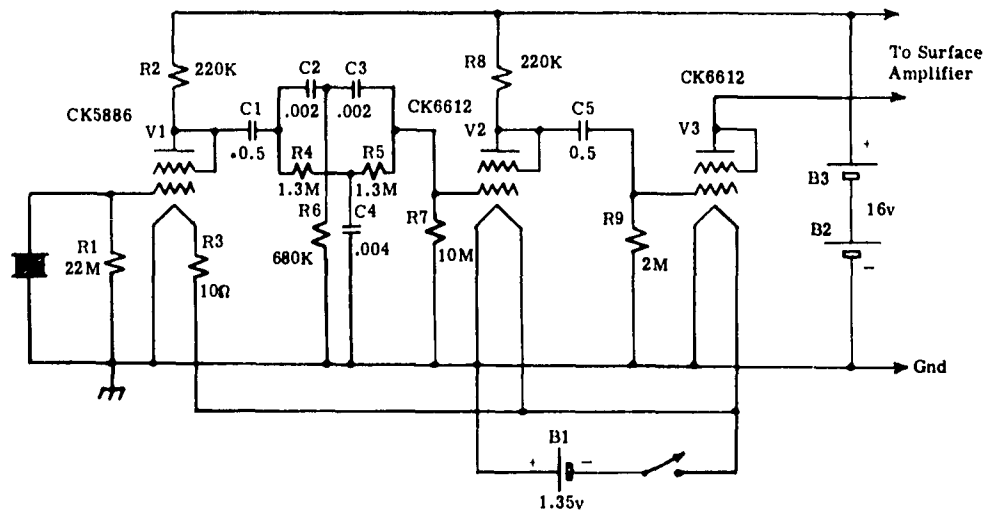 R2
220K
CK5886
V1
C1
.0.5
C2
.002
C3
.002
R4
1.3M
R5
1.3M
R6
680K
C4
.004
CK6612
R7
10M
R8
220K
V2
C5
0.5
CK6612
V3
R9
2M
To Surface
Amplifier
+
B3
16v
B2
−
R1
22M
R3
10Ω
Gnd
B1
+
−
1.35v